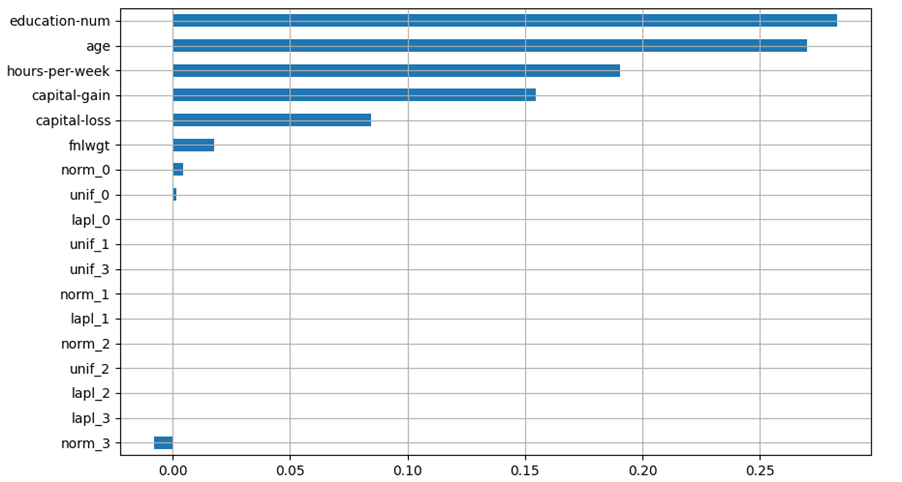 education-num
age
hours-per-week
capital-gain
capital-loss
fnlwgt
norm_0
unif_0
lapl_0
unif_1
unif_3
norm_1
lapl_1
norm_2
unif_2
lapl_2
lapl_3
norm_3
0.00 0.05 0.10 0.15 0.20 0.25